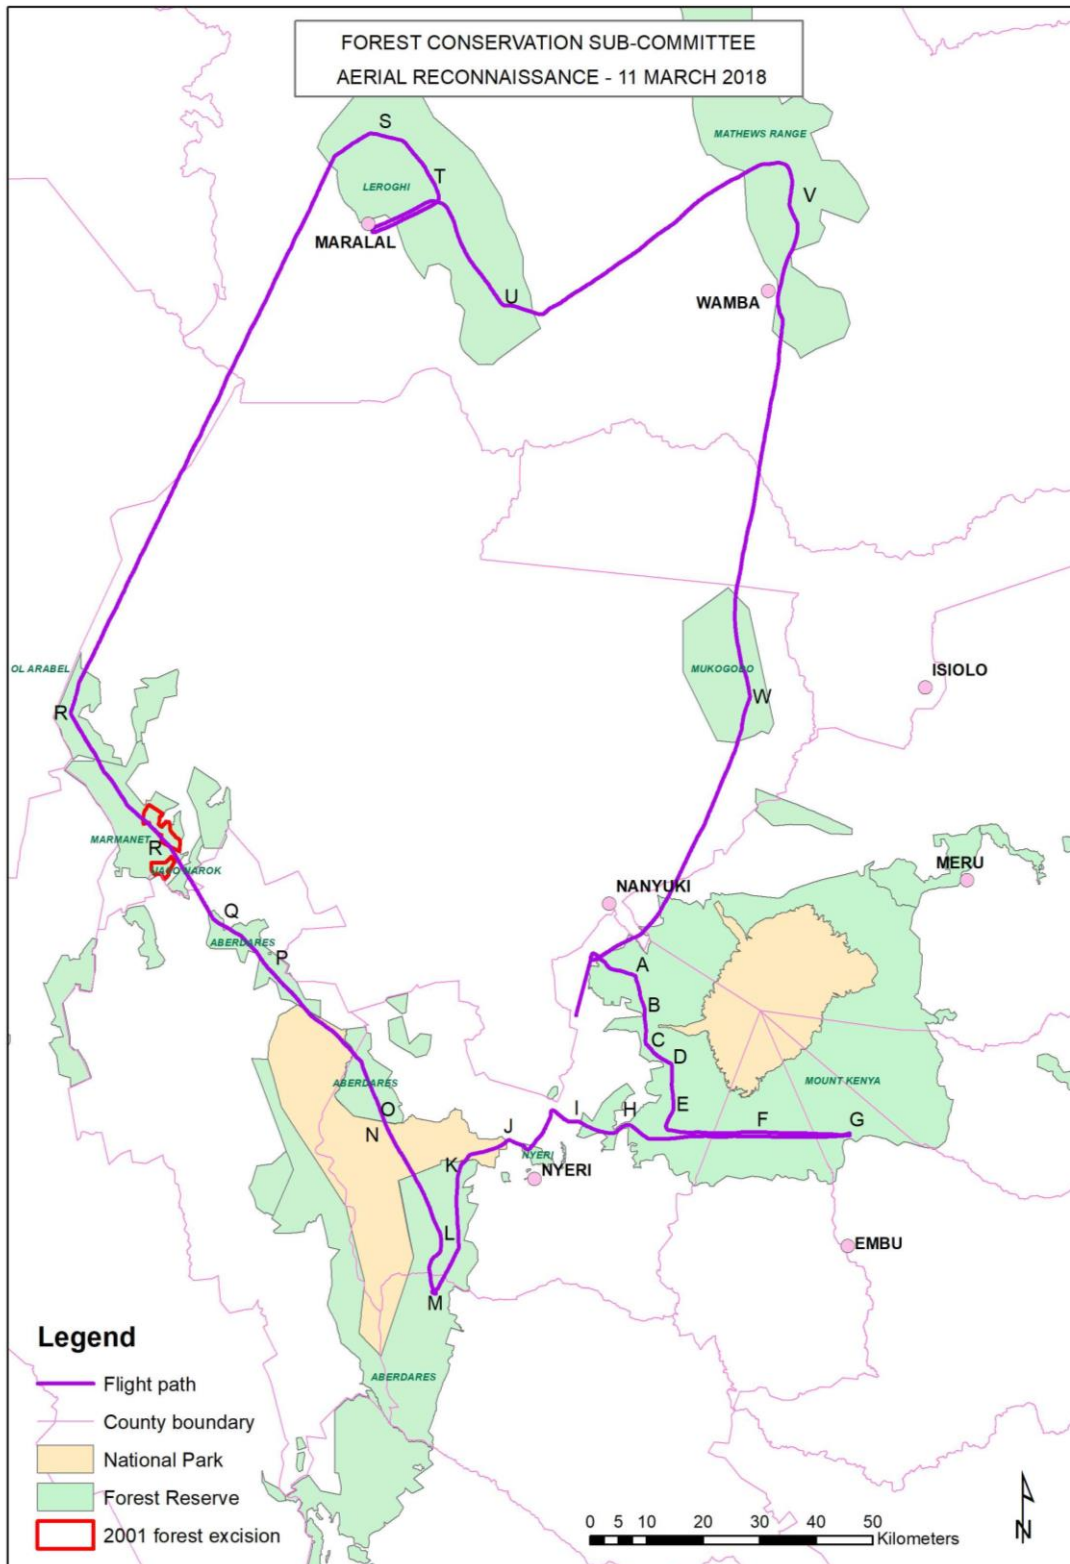 FOREST CONSERVATION SUB-COMMITTEE
AERIAL RECONNAISSANCE - 11 MARCH 2018
S
MATHEWS RANGE
T
LEROGHI
V
MARALAL
U
WAMBA
OL ARABEL
MUKOGODO
ISIOLO
R
W
MARMANET
R
NAROK
MERU
NANYUKI
Q
ABERDARES
P
A
B
C
D
MOUNT KENYA
ABERDARES
E
O
F
G
N
I
H
J
NYERI
K
NYERI
L
EMBU
M
Legend
Flight path
ABERDARES
County boundary
National Park
Forest Reserve
2001 forest excision
0 5 10 20 30 40 50
Kilometers
N